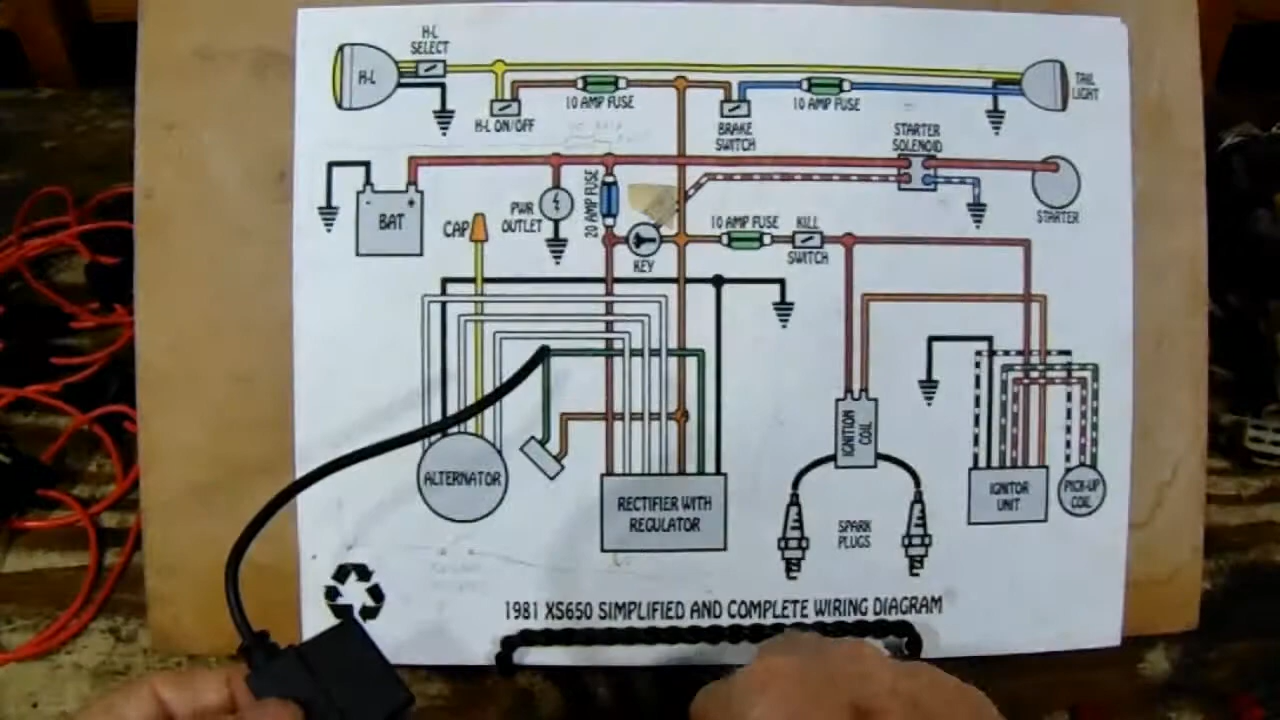 H-L
SELECT
H-L
10 AMP FUSE
H-L ON/OFF
BRAKE
SWITCH
10 AMP FUSE
TAIL
LIGHT
STARTER
SOLENOID
STARTER
- +
BAT
CAP
PWR
OUTLET
20 AMP FUSE
KEY
10 AMP FUSE
KILL
SWITCH
ALTERNATOR
RECTIFIER WITH
REGULATOR
IGNITION
COIL
SPARK
PLUGS
IGNITOR
UNIT
PICK-UP
COIL
1981 XS650 SIMPLIFIED AND COMPLETE WIRING DIAGRAM